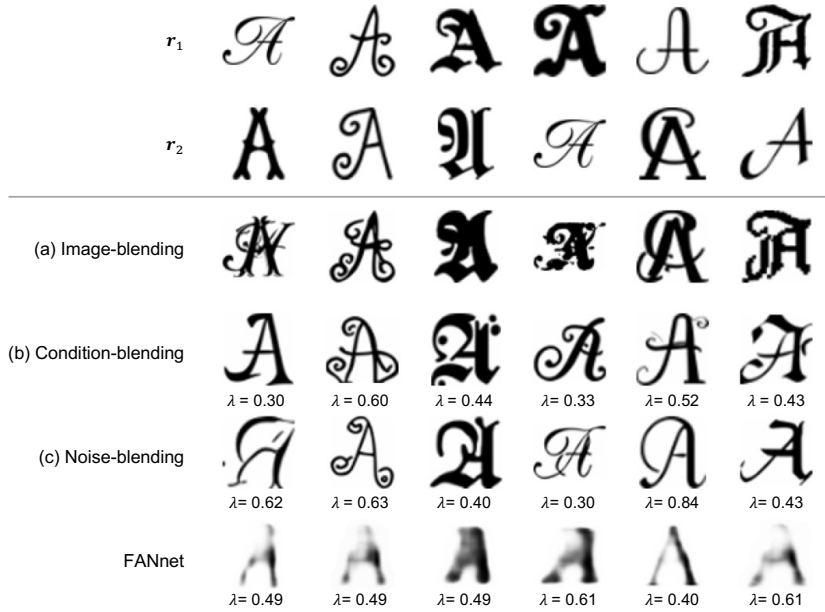 r₁ A A A A A A
r₂ A A A A A A
(a) Image-blending A A A A A A
(b) Condition-blending A A A A A A
λ = 0.30 λ = 0.60 λ = 0.44 λ = 0.33 λ = 0.52 λ = 0.43
(c) Noise-blending A A A A A A
λ= 0.62 λ= 0.63 λ= 0.40 λ= 0.30 λ= 0.84 λ= 0.43
FANnet A A A A A A
λ= 0.49 λ= 0.49 λ= 0.49 λ= 0.61 λ= 0.40 λ= 0.61